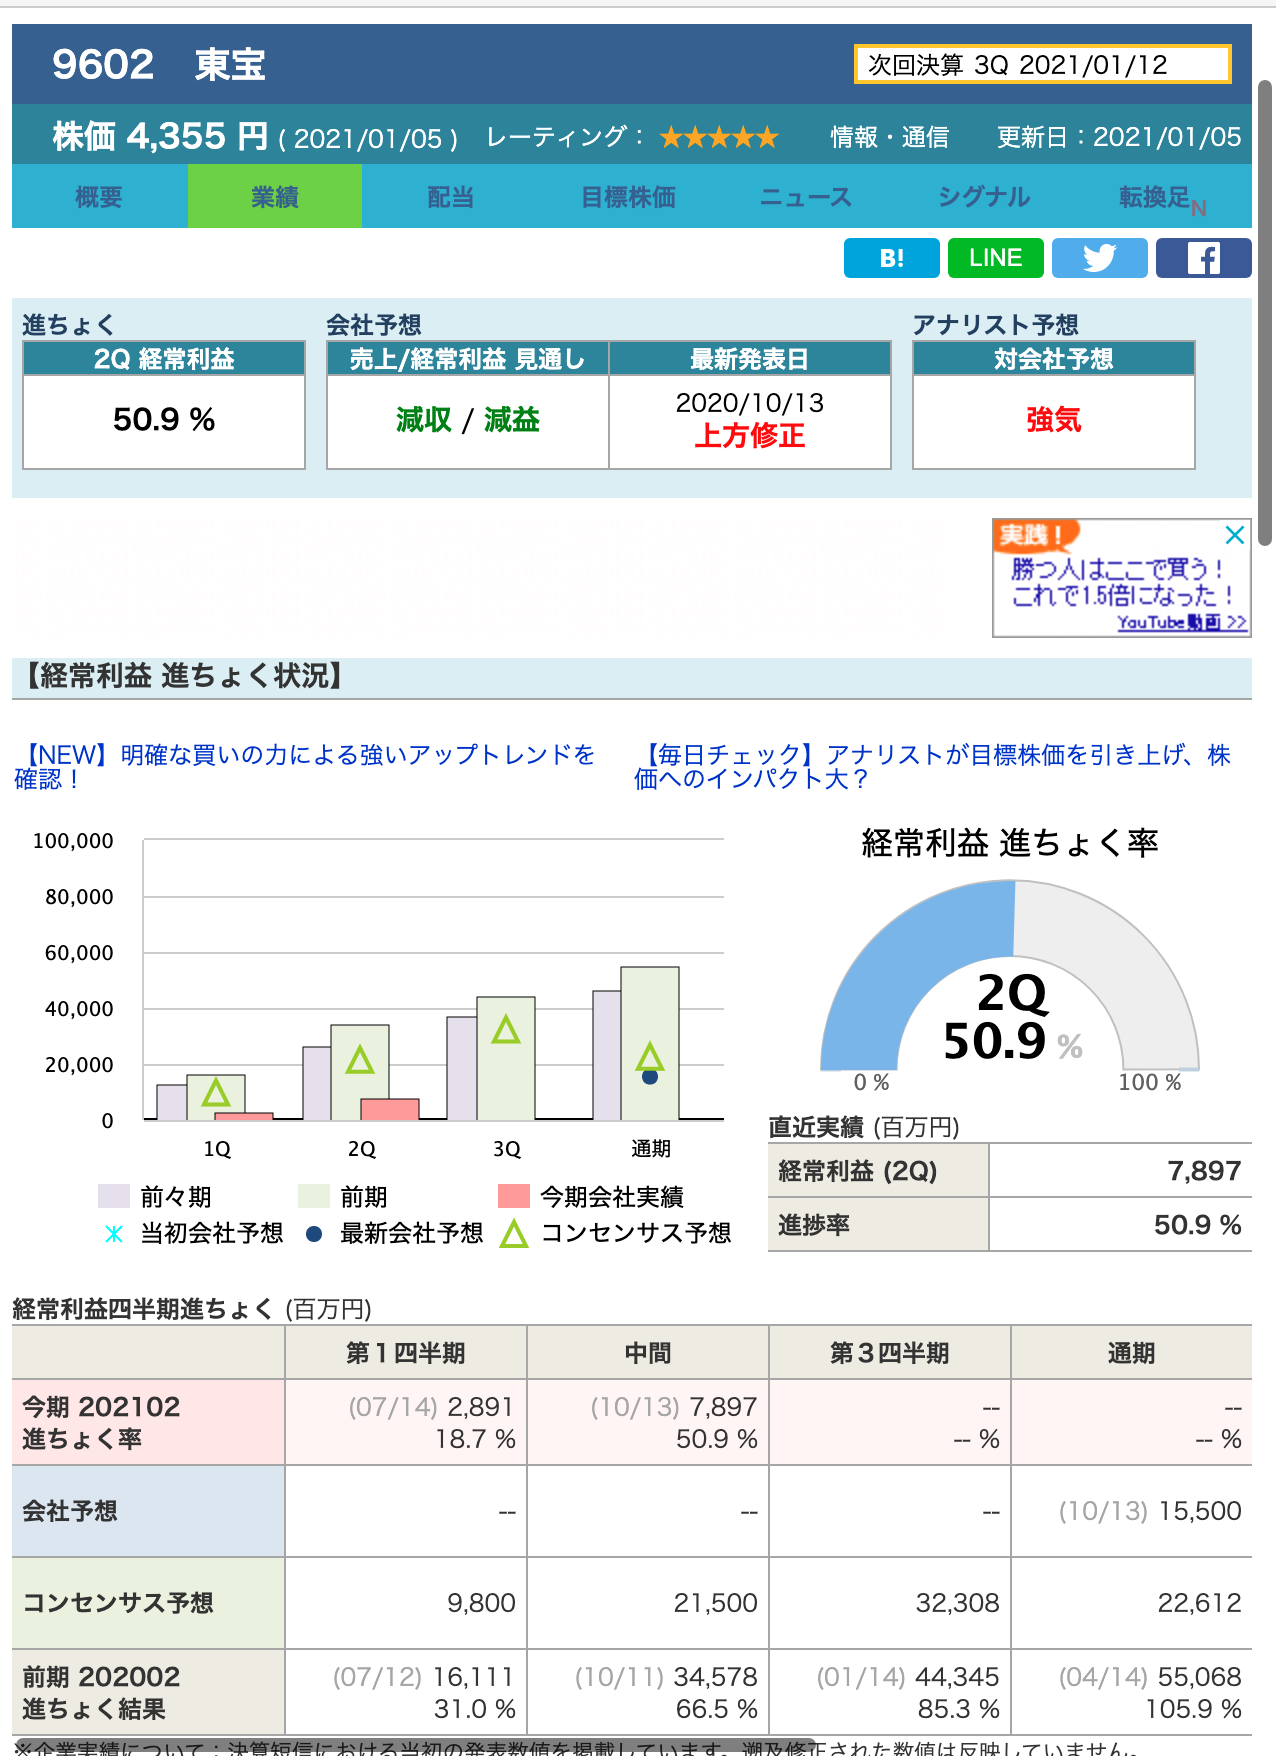 9602 東宝
次回決算 3Q 2021/01/12
株価 4,355 円 ( 2021/01/05 ) レーティング： ★★★★★ 情報・通信 更新日：2021/01/05
概要 業績 配当 目標株価 ニュース シグナル 転換足N
B! LINE
進ちょく 会社予想 アナリスト予想
2Q 経常利益 売上/経常利益 見通し 最新発表日 対会社予想
50.9 % 減収 / 減益 2020/10/13 強気
上方修正
実践！
勝つ人はここで買う！
これで1.5倍になった！
YouTube動画 >>
【経常利益 進ちょく状況】
【NEW】明確な買いの力による強いアップトレンドを
確認！
【毎日チェック】アナリストが目標株価を引き上げ、株
価へのインパクト大？
100,000
80,000
60,000
40,000
20,000
0
1Q 2Q 3Q 通期
前々期 前期 今期会社実績
当初会社予想 最新会社予想 コンセンサス予想
経常利益 進ちょく率
2Q
50.9 %
0 % 100 %
直近実績 (百万円)
経常利益 (2Q) 7,897
進捗率 50.9 %
経常利益四半期進ちょく (百万円)
第１四半期 中間 第３四半期 通期
今期 202102 (07/14) 2,891 (10/13) 7,897 -- --
進ちょく率 18.7 % 50.9 % -- % -- %
会社予想 -- -- -- (10/13) 15,500
コンセンサス予想 9,800 21,500 32,308 22,612
前期 202002 (07/12) 16,111 (10/11) 34,578 (01/14) 44,345 (04/14) 55,068
進ちょく結果 31.0 % 66.5 % 85.3 % 105.9 %
※企業実績について：決算短信における当初の発表数値を掲載しています。遡及修正された数値は反映していません。